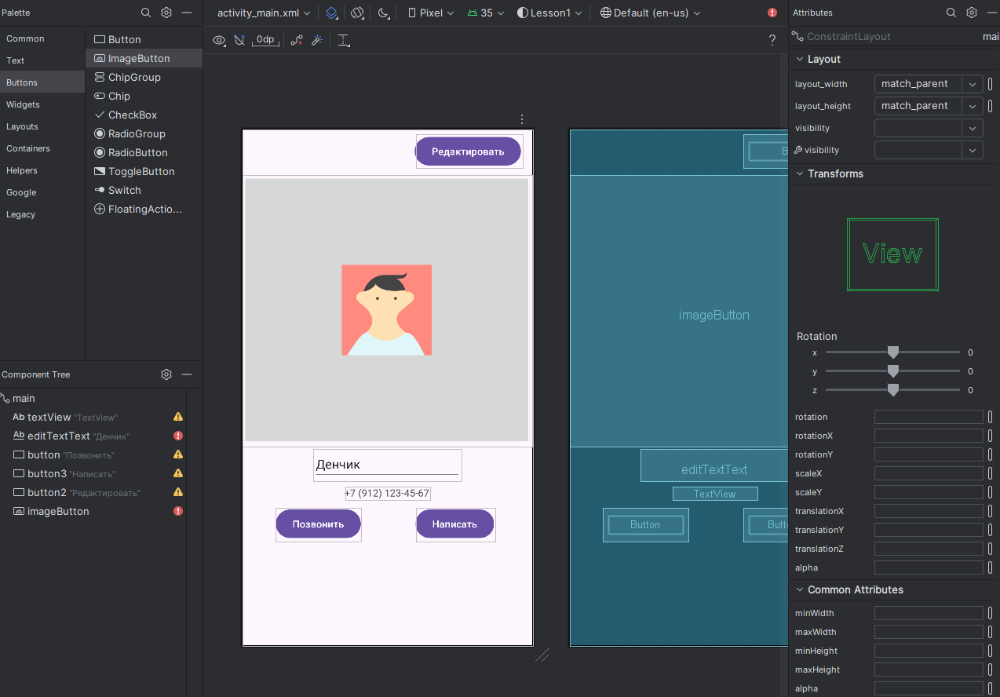 Palette
activity_main.xml
Pixel
35
Lesson1
Default (en-us)
Attributes
Common
Text
Buttons
Widgets
Layouts
Containers
Helpers
Google
Legacy
Button
ImageButton
ChipGroup
Chip
CheckBox
RadioGroup
RadioButton
ToggleButton
Switch
FloatingActio...
0dp
?
Редактировать
Денчик
+7 (912) 123-45-67
Позвонить
Написать
B
imageButton
editTextText
TextView
Button
Butt
Component Tree
main
Ab textView "TextView"
Ab editTextText "Денчик"
button "Позвонить"
button3 "Написать"
button2 "Редактировать"
imageButton
ConstraintLayout
mai
Layout
layout_width match_parent
layout_height match_parent
visibility
visibility
Transforms
View
Rotation
x 0
y 0
z 0
rotation
rotationX
rotationY
scaleX
scaleY
translationX
translationY
translationZ
alpha
Common Attributes
minWidth
maxWidth
minHeight
maxHeight
alpha